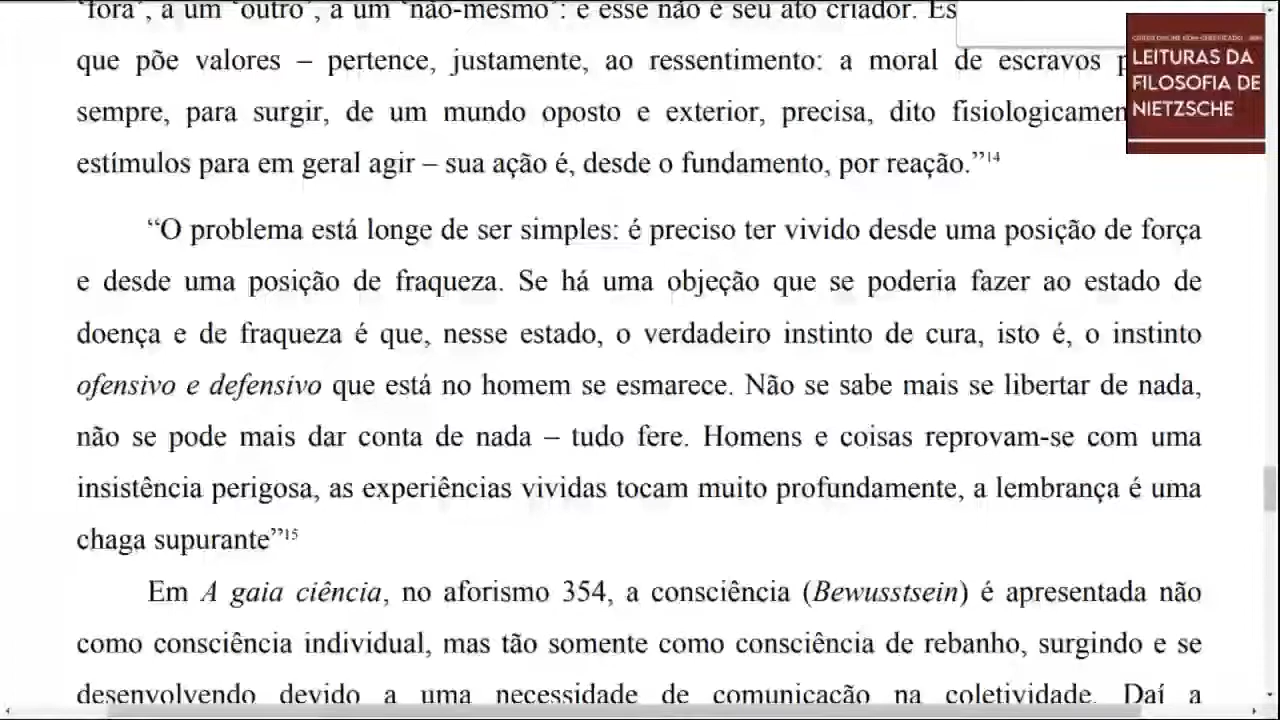 'fora', a um 'outro', a um 'não-mesmo': e esse não é seu ato criador. Es
que põe valores – pertence, justamente, ao ressentimento: a moral de escravos
sempre, para surgir, de um mundo oposto e exterior, precisa, dito fisiologicamen
estímulos para em geral agir – sua ação é, desde o fundamento, por reação.”14
“O problema está longe de ser simples: é preciso ter vivido desde uma posição de força
e desde uma posição de fraqueza. Se há uma objeção que se poderia fazer ao estado de
doença e de fraqueza é que, nesse estado, o verdadeiro instinto de cura, isto é, o instinto
ofensivo e defensivo que está no homem se esmarece. Não se sabe mais se libertar de nada,
não se pode mais dar conta de nada – tudo fere. Homens e coisas reprovam-se com uma
insistência perigosa, as experiências vividas tocam muito profundamente, a lembrança é uma
chaga supurante”15
Em A gaia ciência, no aforismo 354, a consciência (Bewusstsein) é apresentada não
como consciência individual, mas tão somente como consciência de rebanho, surgindo e se
desenvolvendo devido a uma necessidade de comunicação na coletividade. Daí a
LEITURAS DA
FILOSOFIA DE
NIETZSCHE